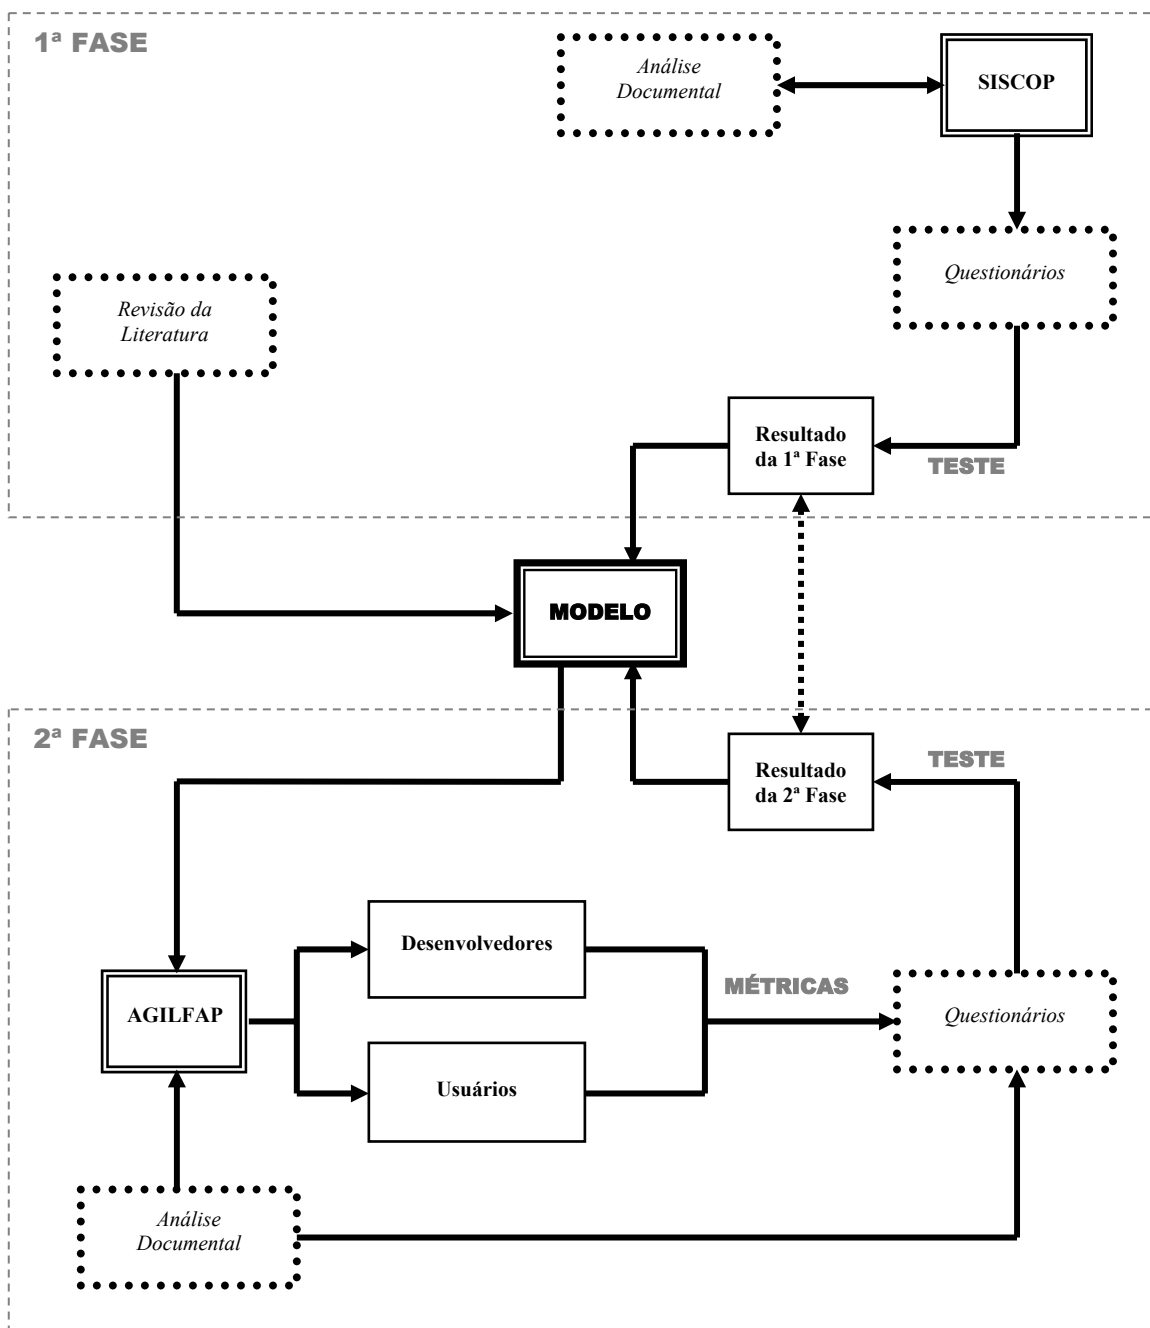 1ª FASE
Análise
Documental
SISCOP
Questionários
Revisão da
Literatura
Resultado
da 1ª Fase
TESTE
MODELO
2ª FASE
Resultado
da 2ª Fase
TESTE
Desenvolvedores
MÉTRICAS
AGILFAP
Questionários
Usuários
Análise
Documental